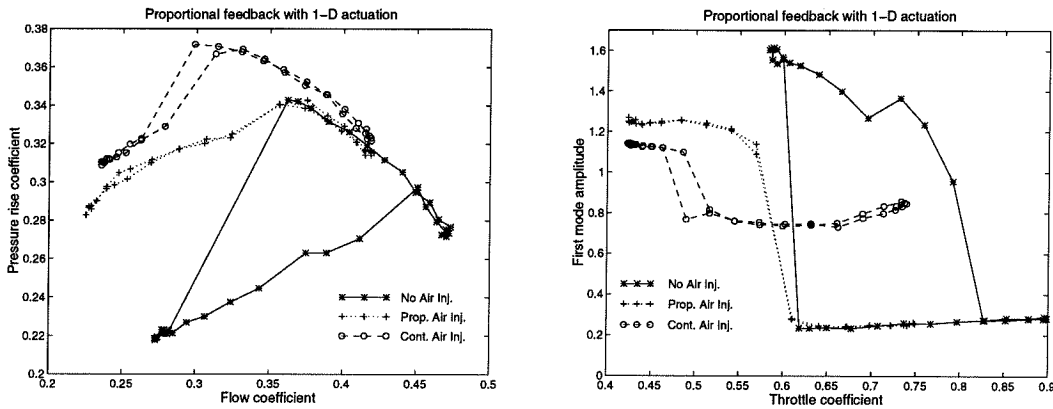 Proportional feedback with 1-D actuation
0.38
0.36
0.34
0.32
0.3
0.28
0.26
0.24
0.22
0.2
Pressure rise coefficient
No Air Inj.
Prop. Air Inj.
Cont. Air Inj.
0.2 0.25 0.3 0.35 0.4 0.45 0.5
Flow coefficient
Proportional feedback with 1-D actuation
1.6
1.4
1.2
1
0.8
0.6
0.4
0.2
0
First mode amplitude
No Air Inj.
Prop. Air Inj.
Cont. Air Inj.
0.4 0.45 0.5 0.55 0.6 0.65 0.7 0.75 0.8 0.85 0.9
Throttle coefficient